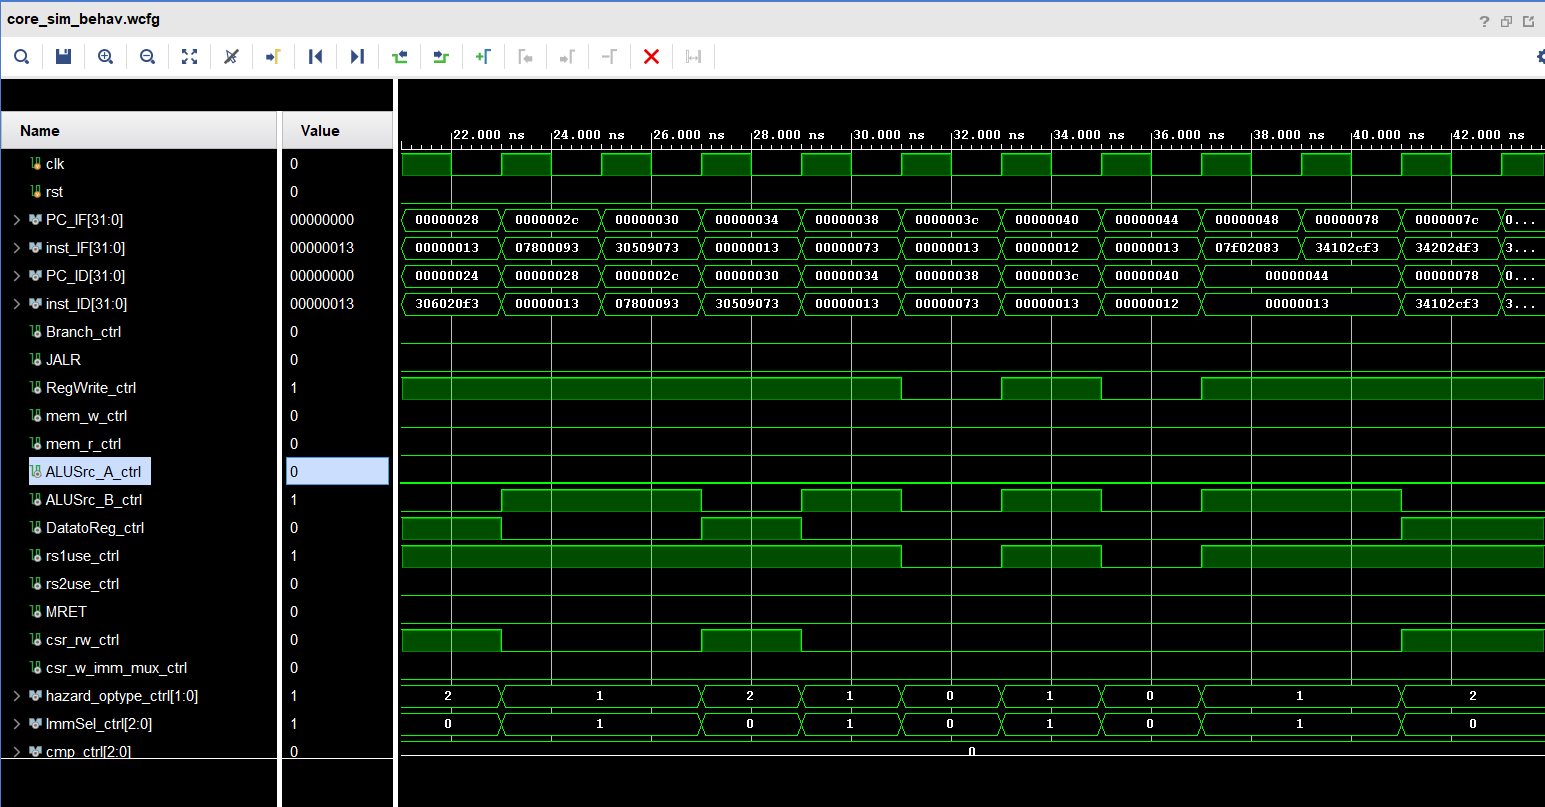 core_sim_behav.wcfg
?
Name Value
22.000 ns 24.000 ns 26.000 ns 28.000 ns 30.000 ns 32.000 ns 34.000 ns 36.000 ns 38.000 ns 40.000 ns 42.000 ns
clk 0
rst 0
PC_IF[31:0] 00000000 00000028 0000002c 00000030 00000034 00000038 0000003c 00000040 00000044 00000048 00000078 0000007c 0...
inst_IF[31:0] 00000000 00000013 07800093 30509073 00000013 00000073 00000013 00000012 00000013 07f02083 34102cf3 34202df3 3...
PC_ID[31:0] 00000000 00000024 00000028 0000002c 00000030 00000034 00000038 0000003c 00000040 00000044 00000078 0...
inst_ID[31:0] 00000013 306020f3 00000013 07800093 30509073 00000013 00000073 00000013 00000012 00000013 34102cf3 3...
Branch_ctrl 0
JALR 0
RegWrite_ctrl 1
mem_w_ctrl 0
mem_r_ctrl 0
ALUSrc_A_ctrl 0
ALUSrc_B_ctrl 1
DatatoReg_ctrl 0
rs1use_ctrl 1
rs2use_ctrl 0
MRET 0
csr_rw_ctrl 0
csr_w_imm_mux_ctrl 0
hazard_optype_ctrl[1:0] 1 2 1 2 1 0 1 0 1 2
ImmSel_ctrl[2:0] 1 0 1 0 1 0 1 0 1 0
cmp_ctrl[2:0] 0 0